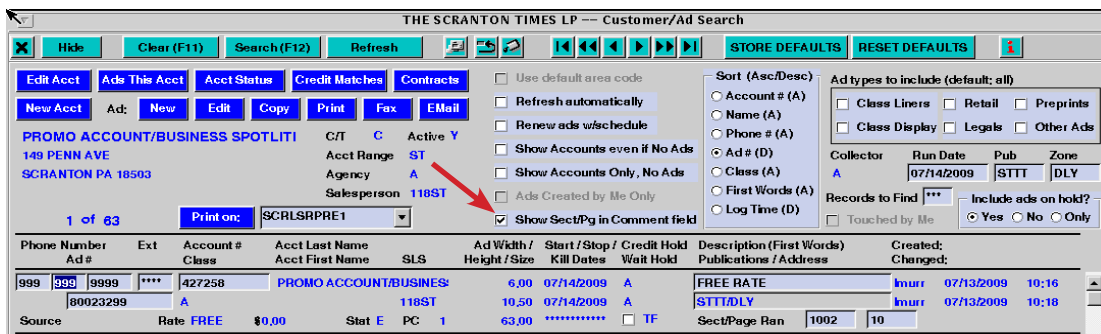 THE SCRANTON TIMES LP -- Customer/Ad Search
Hide Clear (F11) Search (F12) Refresh STORE DEFAULTS RESET DEFAULTS i
Edit Acct Ads This Acct Acct Status Credit Matches Contracts
New Acct Ad: New Edit Copy Print Fax EMail
PROMO ACCOUNT/BUSINESS SPOTLITI C/T C Active Y
149 PENN AVE Acct Range ST
SCRANTON PA 18503 Agency A
Salesperson 118ST
1 of 63 Print on: SCRLSRPRE1
Use default area code
Refresh automatically
Renew ads w/schedule
Show Accounts even if No Ads
Show Accounts Only, No Ads
Ads Created by Me Only
Show Sect/Pg in Comment field
Sort (Asc/Desc)
Account # (A)
Name (A)
Phone # (A)
Ad # (D)
Class (A)
First Words (A)
Log Time (D)
Ad types to include (default: all)
Class Liners Retail Preprints
Class Display Legals Other Ads
Collector Run Date Pub Zone
A 07/14/2009 STTT DLY
Records to Find *** Include ads on hold?
Touched by Me Yes No Only
Phone Number Ext Account # Acct Last Name Ad Width / Start / Stop / Credit Hold Description (First Words) Created:
Ad # Class Acct First Name SLS Height / Size Kill Dates Wait Hold Publications / Address Changed:
999 999 9999 **** 427258 PROMO ACCOUNT/BUSINES: 6.00 07/14/2009 A FREE RATE lmurr 07/13/2009 10:16
80023299 A 118ST 10.50 07/14/2009 A STTT/DLY lmurr 07/13/2009 10:18
Source Rate FREE $0.00 Stat E PC 1 63.00 ************ TF Sect/Page Ran 1002 10